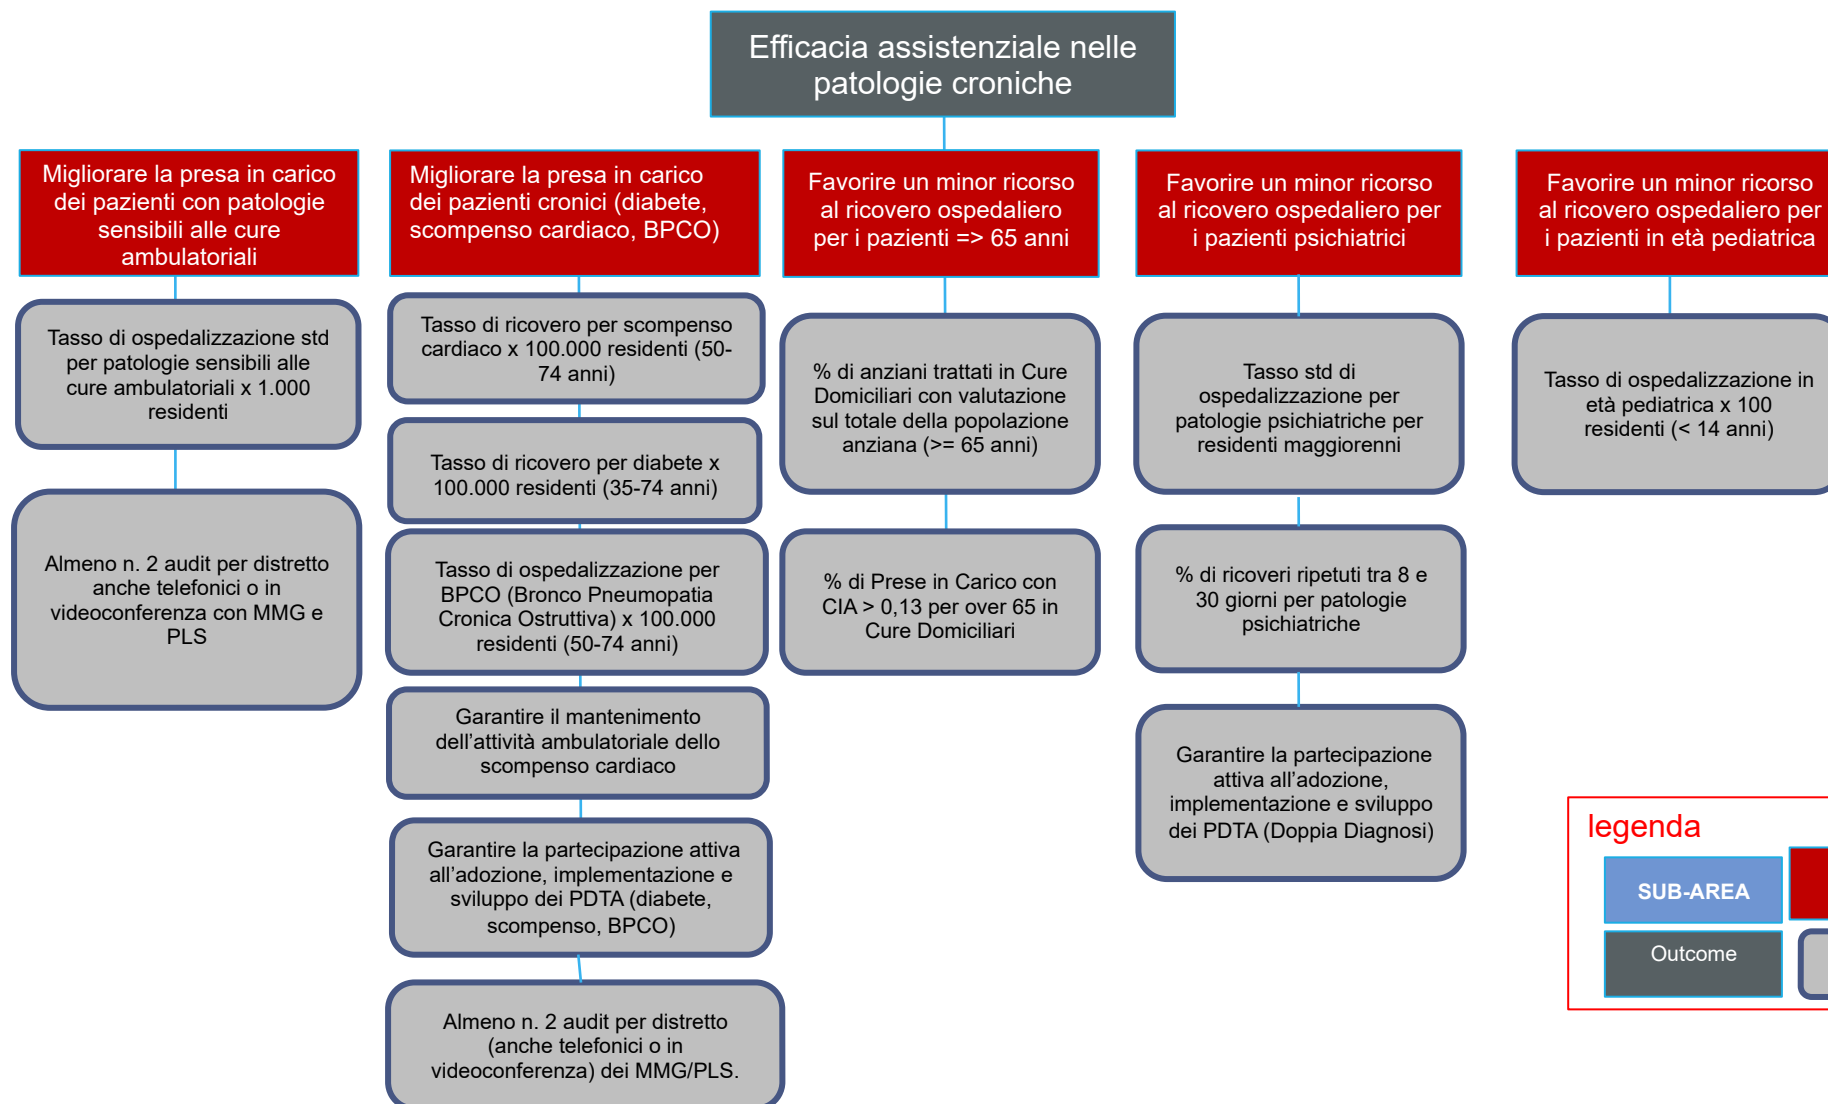 Efficacia assistenziale nelle
patologie croniche
Migliorare la presa in carico
dei pazienti con patologie
sensibili alle cure
ambulatoriali
Tasso di ospedalizzazione std
per patologie sensibili alle
cure ambulatoriali x 1.000
residenti
Almeno n. 2 audit per distretto
anche telefonici o in
videoconferenza con MMG e
PLS
Migliorare la presa in carico
dei pazienti cronici (diabete,
scompenso cardiaco, BPCO)
Tasso di ricovero per scompenso
cardiaco x 100.000 residenti (50-
74 anni)
Tasso di ricovero per diabete x
100.000 residenti (35-74 anni)
Tasso di ospedalizzazione per
BPCO (Bronco Pneumopatia
Cronica Ostruttiva) x 100.000
residenti (50-74 anni)
Garantire il mantenimento
dell’attività ambulatoriale dello
scompenso cardiaco
Garantire la partecipazione attiva
all’adozione, implementazione e
sviluppo dei PDTA (diabete,
scompenso, BPCO)
Almeno n. 2 audit per distretto
(anche telefonici o in
videoconferenza) dei MMG/PLS.
Favorire un minor ricorso
al ricovero ospedaliero
per i pazienti => 65 anni
% di anziani trattati in Cure
Domiciliari con valutazione
sul totale della popolazione
anziana (>= 65 anni)
% di Prese in Carico con
CIA > 0,13 per over 65 in
Cure Domiciliari
Favorire un minor ricorso
al ricovero ospedaliero per
i pazienti psichiatrici
Tasso std di
ospedalizzazione per
patologie psichiatriche per
residenti maggiorenni
% di ricoveri ripetuti tra 8 e
30 giorni per patologie
psichiatriche
Garantire la partecipazione
attiva all’adozione,
implementazione e sviluppo
dei PDTA (Doppia Diagnosi)
Favorire un minor ricorso
al ricovero ospedaliero per
i pazienti in età pediatrica
Tasso di ospedalizzazione in
età pediatrica x 100
residenti (< 14 anni)
legenda
SUB-AREA
Outcome